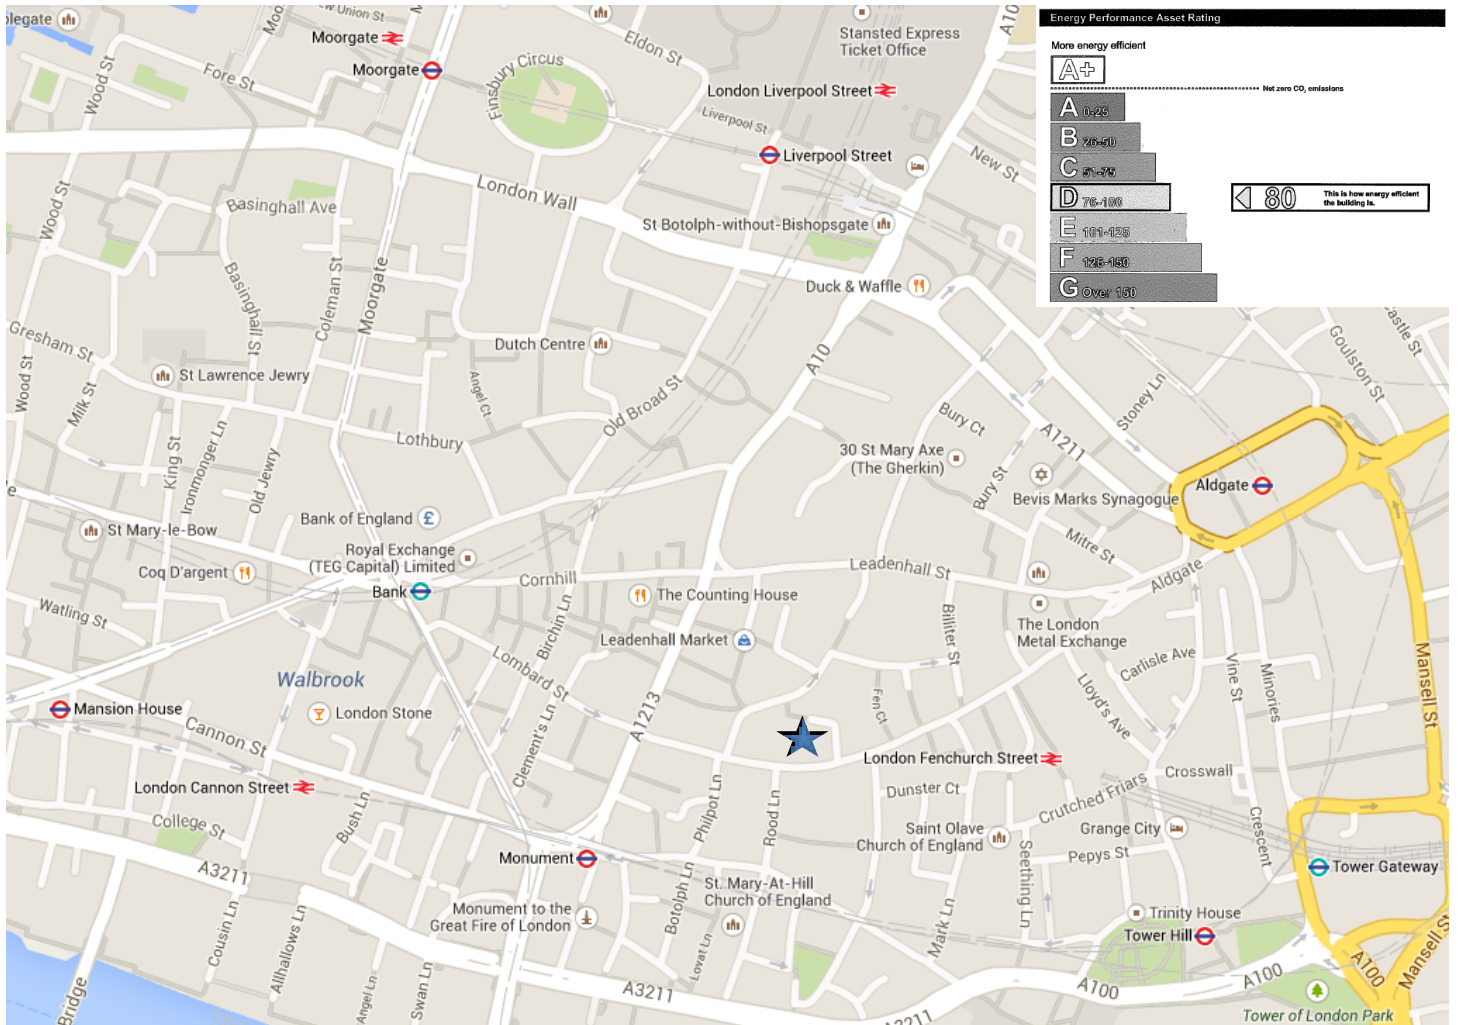 olegate
Moorgate
Moorgate
New Union St
Moo
M
Wood St
Fore St
Finsbury Circus
Eldon St
Stansted Express
Ticket Office
A10
London Liverpool Street
Liverpool St
Liverpool Street
New St
London Wall
Wood St
Basinghall Ave
St Botolph-without-Bishopsgate
Duck & Waffle
Basinghall St
Coleman St
Moorgate
Gresham St
Wood St
Milk St
St Lawrence Jewry
Dutch Centre
Angel Ct
Old Broad St
A10
Lothbury
King St
Ironmonger Ln
Old Jewry
Bury Ct
A1211
Stoney Ln
Goulston St
castle St
30 St Mary Axe
(The Gherkin)
Bury St
Bevis Marks Synagogue
Aldgate
Mitre St
Aldgate
St Mary-le-Bow
Bank of England
£
Royal Exchange
(TEG Capital) Limited
Coq D'argent
Bank
Cornhill
Leadenhall St
The Counting House
Leadenhall Market
Watling St
Birchin Ln
Billiter St
The London
Metal Exchange
Carlisle Ave
Vine St
Minories
Mansell St
Walbrook
Lombard St
Mansion House
London Stone
Cannon St
Clement's Ln
A1213
Fen Ct
Lloyd's Ave
London Fenchurch Street
Crosswall
London Cannon Street
College St
Bush Ln
Philpot Ln
Rood Ln
Dunster Ct
Crutched Friars
Saint Olave
Church of England
Grange City
Crescent
Pepys St
Seething Ln
Monument
A3211
Tower Gateway
St. Mary-At-Hill
Church of England
Botolph Ln
Monument to the
Great Fire of London
Lovat Ln
Mark Ln
Trinity House
Tower Hill
Cousin Ln
Allhallows Ln
Angel Ln
Swan Ln
Bridge
A3211
A3211
A100
A100
A100
Mansell St
Tower of London Park
Energy Performance Asset Rating
More energy efficient
A+
Net zero CO₂ emissions
A 0-25
B 26-50
C 51-75
D 76-100
80 This is how energy efficient
the building is.
E 101-125
F 126-150
G Over 150